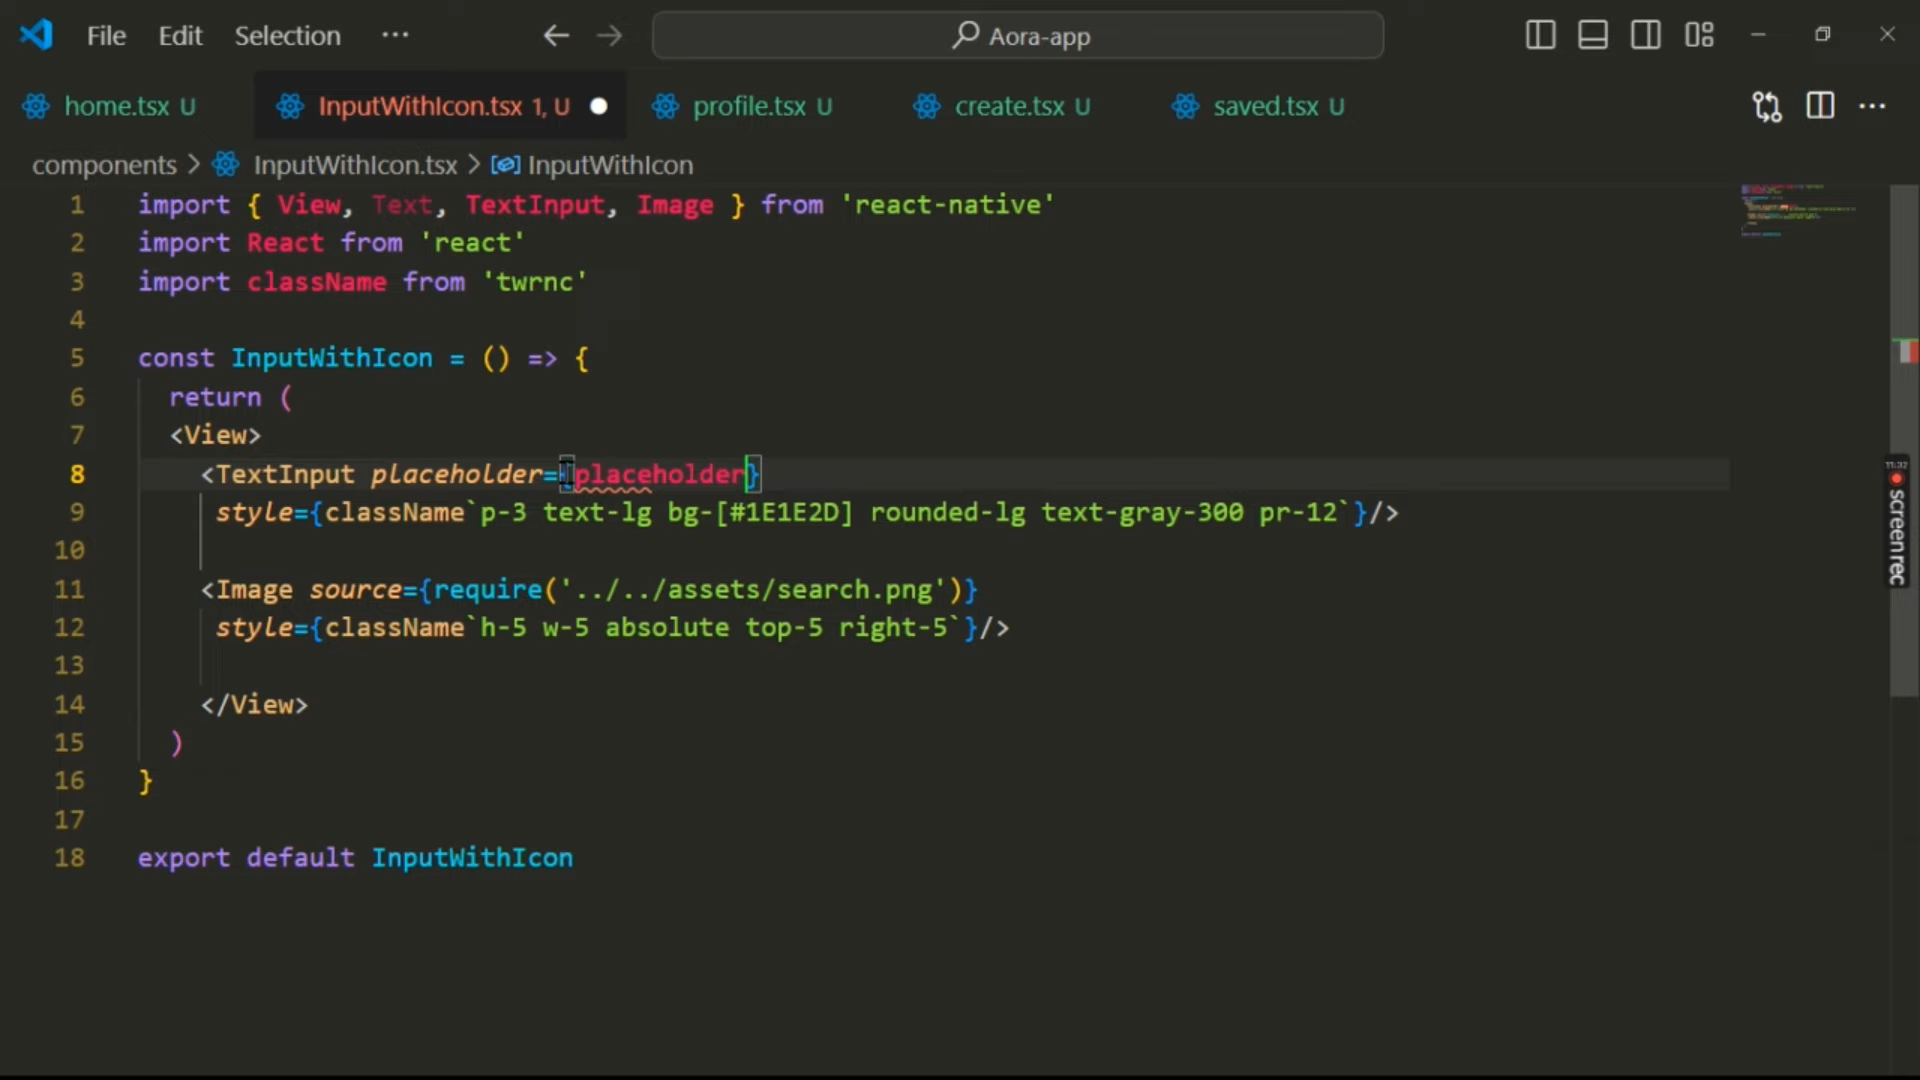 File Edit Selection ··· Aora-app
home.tsx U InputWithIcon.tsx 1, U profile.tsx U create.tsx U saved.tsx U
components > InputWithIcon.tsx > InputWithIcon
1 import { View, Text, TextInput, Image } from 'react-native'
2 import React from 'react'
3 import className from 'twrnc'
4
5 const InputWithIcon = () => {
6 return (
7 <View>
8 <TextInput placeholder={placeholder}
9 style={className`p-3 text-lg bg-[#1E1E2D] rounded-lg text-gray-300 pr-12`}/>
10
11 <Image source={require('../../assets/search.png')}
12 style={className`h-5 w-5 absolute top-5 right-5`}/>
13
14 </View>
15 )
16 }
17
18 export default InputWithIcon
11:32
screenrec